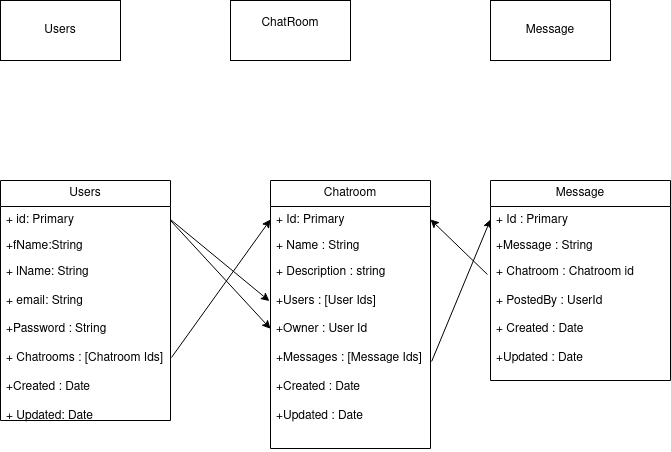 Users
ChatRoom
Message
Users
+ id: Primary
+fName:String
+ lName: String
+ email: String
+Password : String
+ Chatrooms : [Chatroom Ids]
+Created : Date
+ Updated: Date
Chatroom
+ Id: Primary
+ Name : String
+ Description : string
+Users : [User Ids]
+Owner : User Id
+Messages : [Message Ids]
+Created : Date
+Updated : Date
Message
+ Id : Primary
+Message : String
+ Chatroom : Chatroom id
+ PostedBy : UserId
+ Created : Date
+Updated : Date